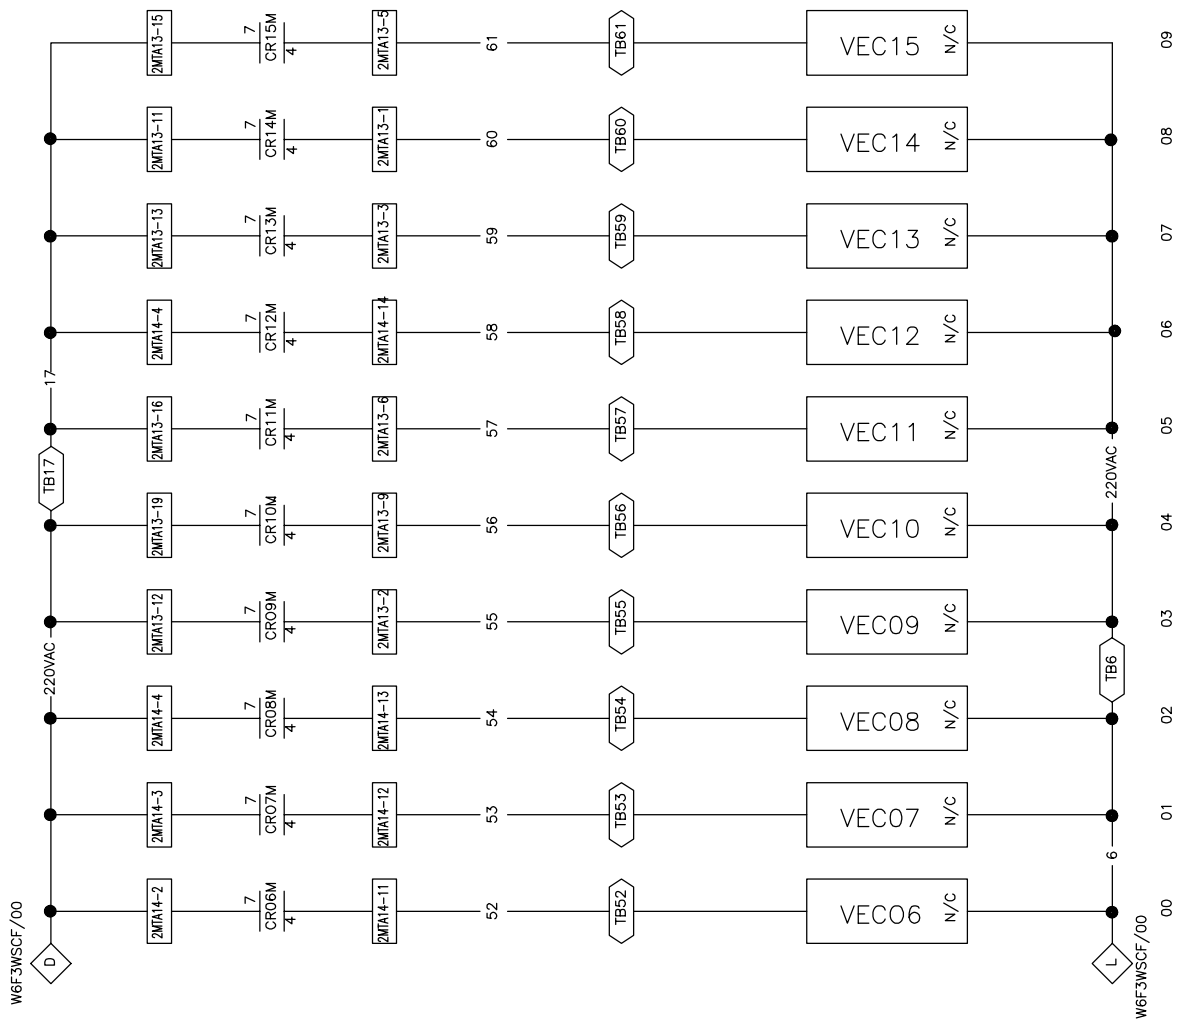 2MTA13-15
7
CR15M
4
2MTA13-5
61
TB61
VEC15
N/C
09
2MTA13-11
7
CR14M
4
2MTA13-1
60
TB60
VEC14
N/C
08
2MTA13-13
7
CR13M
4
2MTA13-3
59
TB59
VEC13
N/C
07
2MTA14-4
7
CR12M
4
2MTA14-14
58
TB58
VEC12
N/C
06
17
2MTA13-16
7
CR11M
4
2MTA13-6
57
TB57
VEC11
N/C
05
TB17
220VAC
2MTA13-19
7
CR10M
4
2MTA13-9
56
TB56
VEC10
N/C
04
2MTA13-12
7
CR09M
4
2MTA13-2
55
TB55
VEC09
N/C
03
220VAC
TB6
2MTA14-4
7
CR08M
4
2MTA14-13
54
TB54
VEC08
N/C
02
2MTA14-3
7
CR07M
4
2MTA14-12
53
TB53
VEC07
N/C
01
6
2MTA14-2
7
CR06M
4
2MTA14-11
52
TB52
VEC06
N/C
00
W6F3WSCF/00
D
L
W6F3WSCF/00